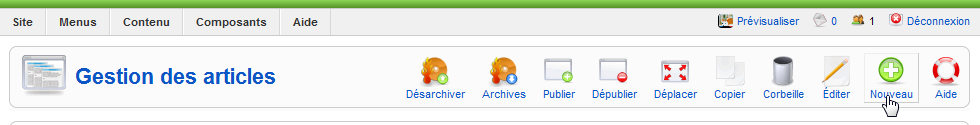 Site Menus Contenu Composants Aide Prévisualiser 0 1 Déconnexion
Gestion des articles
Désarchiver Archives Publier Dépublier Déplacer Copier Corbeille Éditer Nouveau Aide